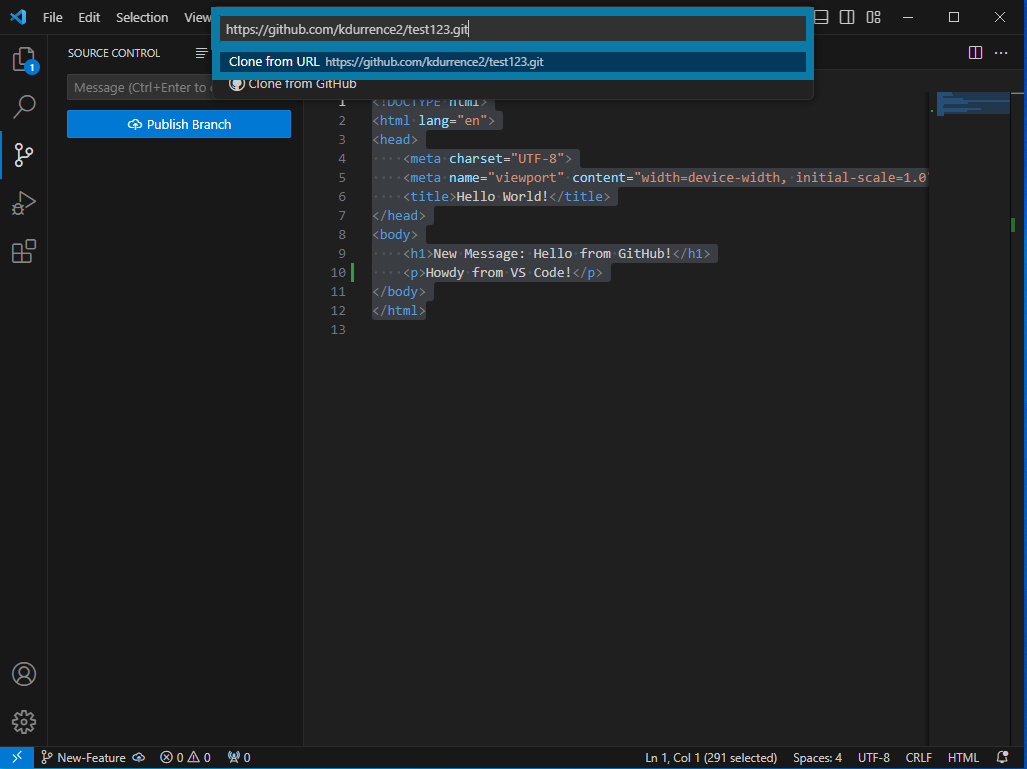 File Edit Selection View
https://github.com/kdurrence2/test123.git
Clone from URL https://github.com/kdurrence2/test123.git
Clone from GitHub
SOURCE CONTROL
1
Message (Ctrl+Enter to
Publish Branch
1 <!DOCTYPE html>
2 <html lang="en">
3 <head>
4 ····<meta charset="UTF-8">
5 ····<meta name="viewport" content="width=device-width, initial-scale=1.0"
6 ····<title>Hello World!</title>
7 </head>
8 <body>
9 ····<h1>New Message: Hello from GitHub!</h1>
10 ····<p>Howdy from VS Code!</p>
11 </body>
12 </html>
13
New-Feature 0 0 0 Ln 1, Col 1 (291 selected) Spaces: 4 UTF-8 CRLF HTML